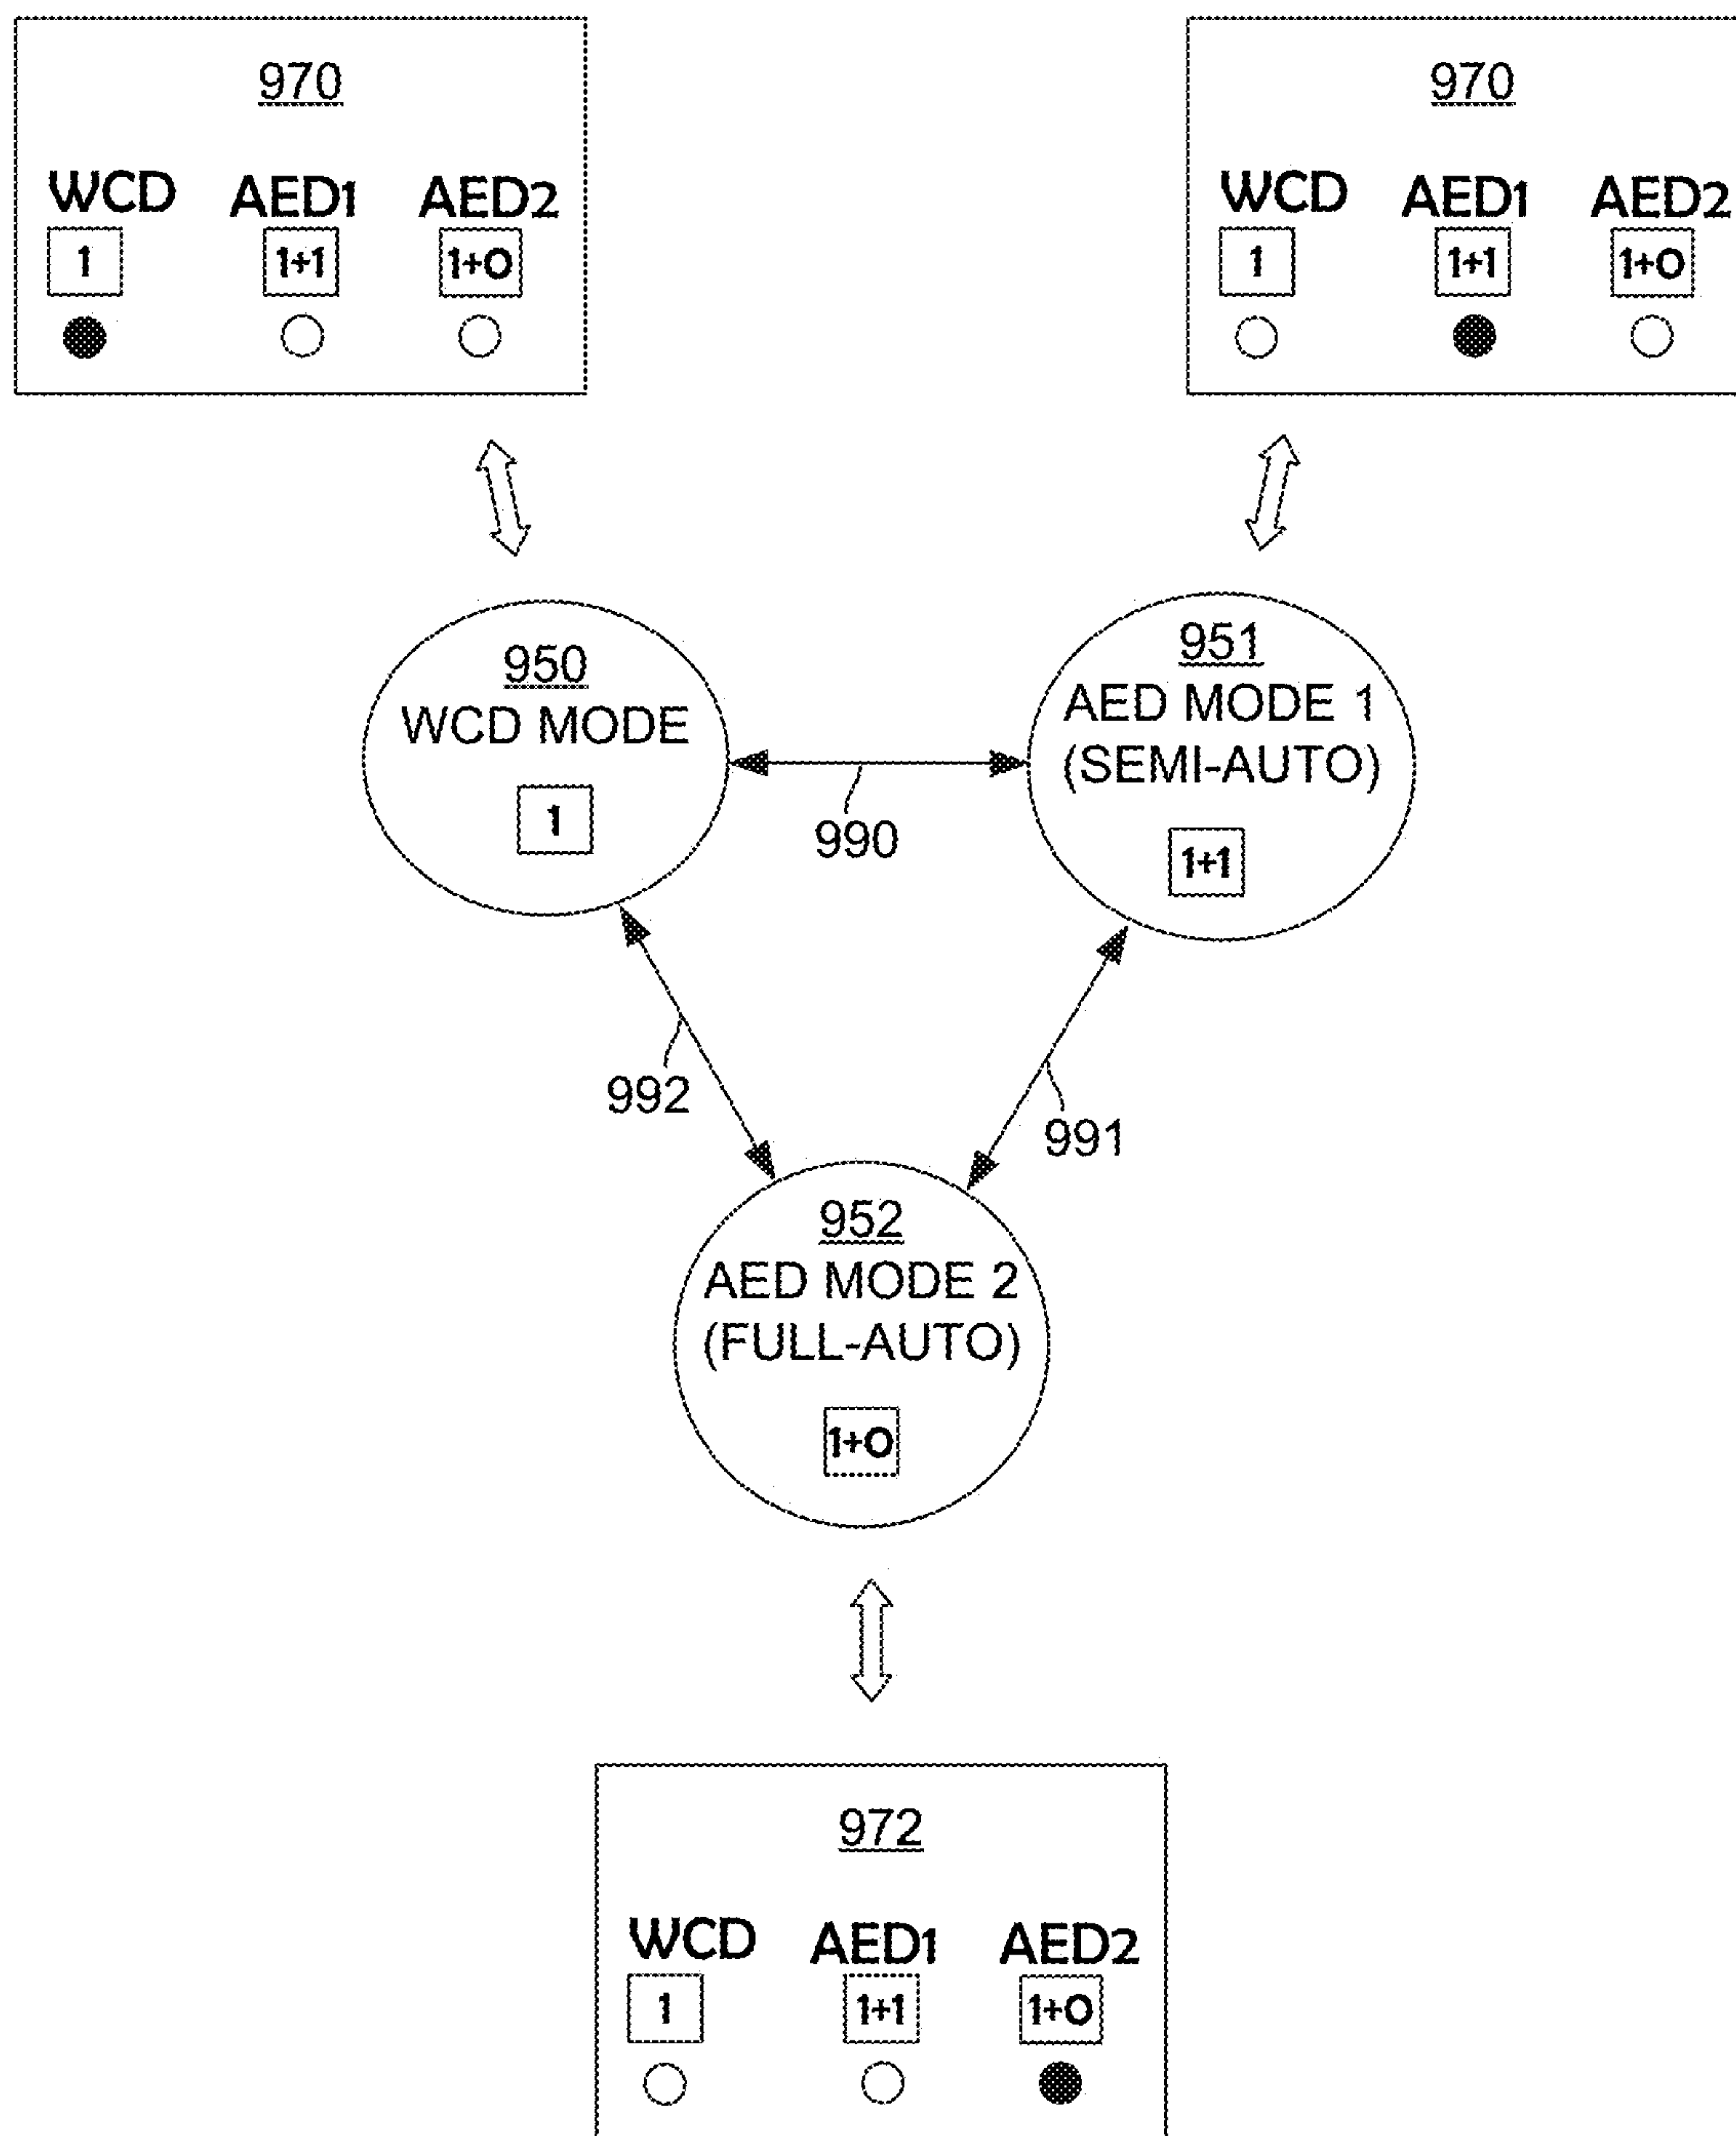 970
WCD AED1 AED2
1 1+1 1+0
970
WCD AED1 AED2
1 1+1 1+0
950
WCD MODE
1
951
AED MODE 1
(SEMI-AUTO)
1+1
990
992
991
952
AED MODE 2
(FULL-AUTO)
1+0
972
WCD AED1 AED2
1 1+1 1+0